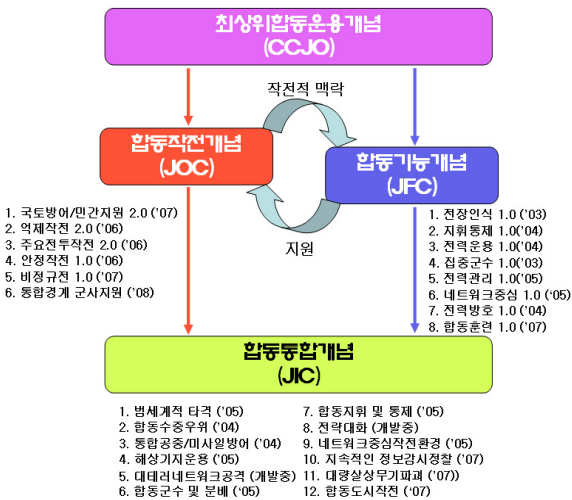 최상위합동운용개념
(CCJO)
작전적 맥락
합동작전개념
(JOC)
합동기능개념
(JFC)
지원
1. 국토방어/민간지원 2.0 ('07)
2. 억제작전 2.0 ('06)
3. 주요전투작전 2.0 ('06)
4. 안정작전 1.0 ('06)
5. 비정규전 1.0 ('07)
6. 통합경계 군사지원 ('08)
1. 전장인식 1.0 ('03)
2. 지휘통제 1.0('04)
3. 전력운용 1.0('04)
4. 집중군수 1.0('03)
5. 전력관리 1.0('05)
6. 네트워크중심 1.0 ('05)
7. 전력방호 1.0 ('04)
8. 합동훈련 1.0 ('07)
합동통합개념
(JIC)
1. 범세계적 타격 ('05)
2. 합동수중우위 ('04)
3. 통합공중/미사일방어 ('04)
4. 해상기지운용 ('05)
5. 대테러네트워크공격 (개발중)
6. 합동군수 및 분배 ('05)
7. 합동지휘 및 통제 ('05)
8. 전략대화 (개발중)
9. 네트워크중심작전환경 ('05)
10. 지속적인 정보감시정찰 ('07)
11. 대량살상무기파괴 ('07))
12. 합동도시작전 ('07)